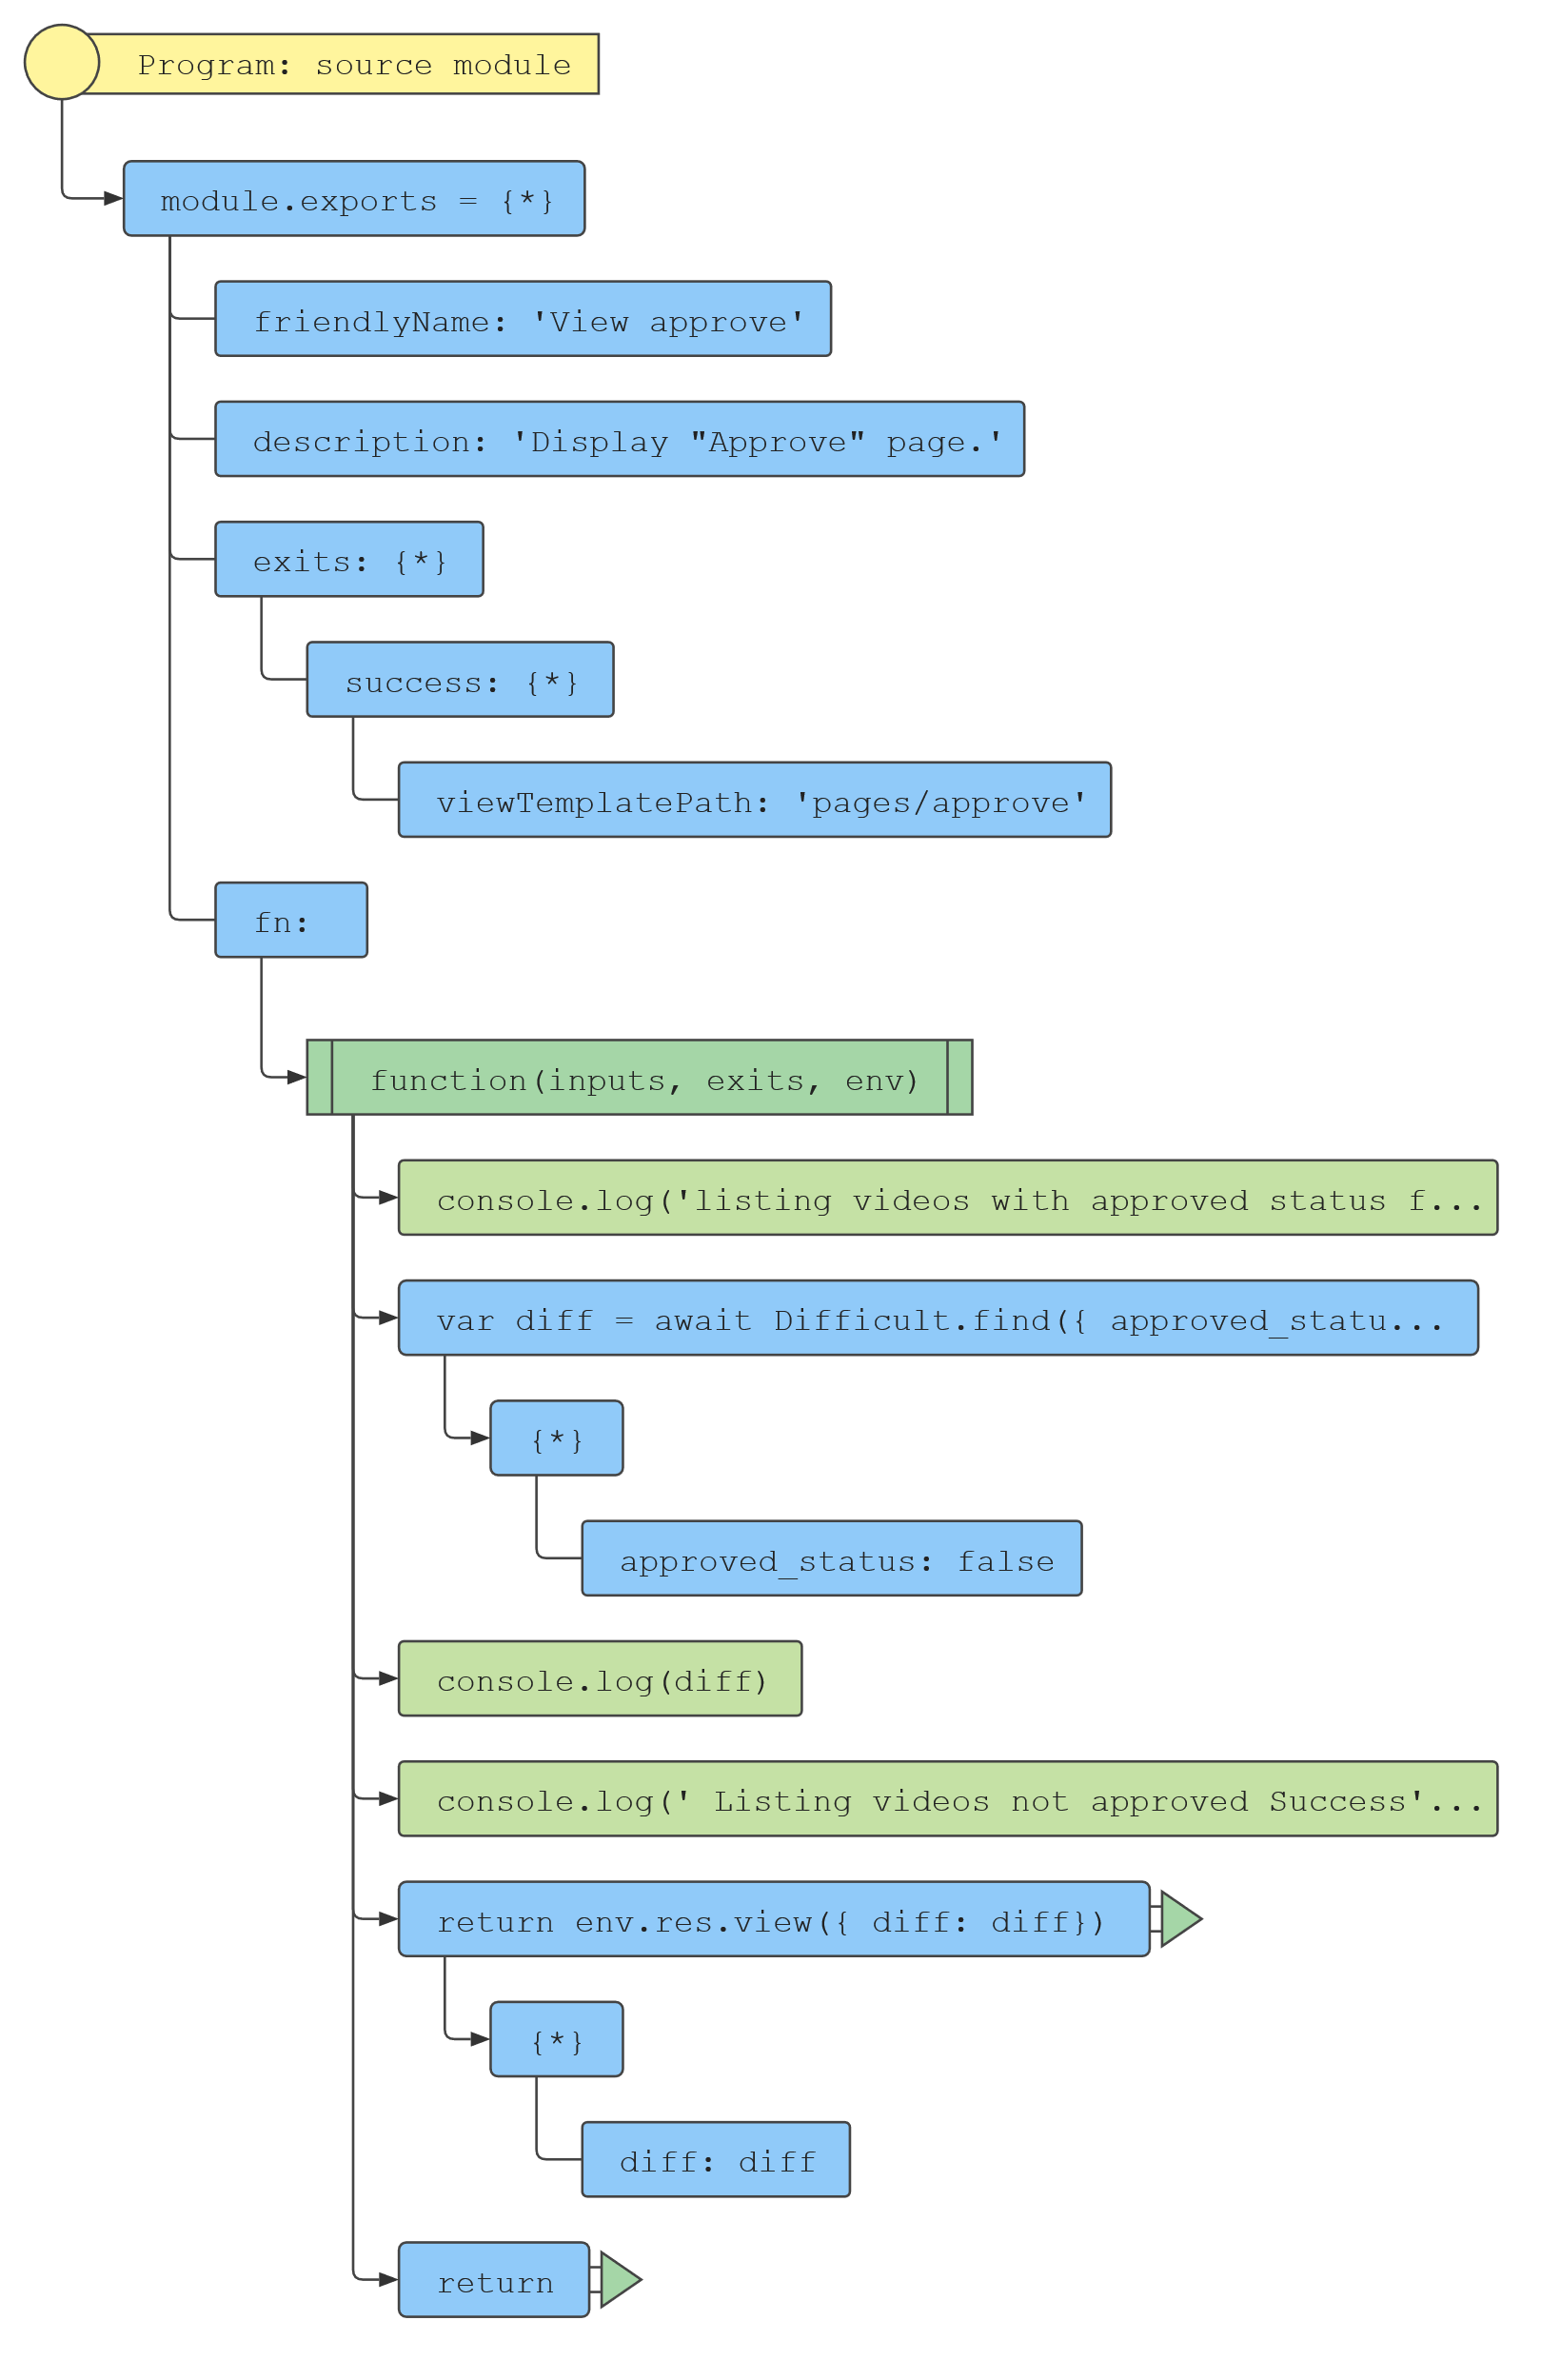 Program: source module
module.exports = {*}
friendlyName: 'View approve'
description: 'Display "Approve" page.'
exits: {*}
success: {*}
viewTemplatePath: 'pages/approve'
fn:
function(inputs, exits, env)
console.log('listing videos with approved status f...
var diff = await Difficult.find({ approved_statu...
{*}
approved_status: false
console.log(diff)
console.log(' Listing videos not approved Success'...
return env.res.view({ diff: diff})
{*}
diff: diff
return